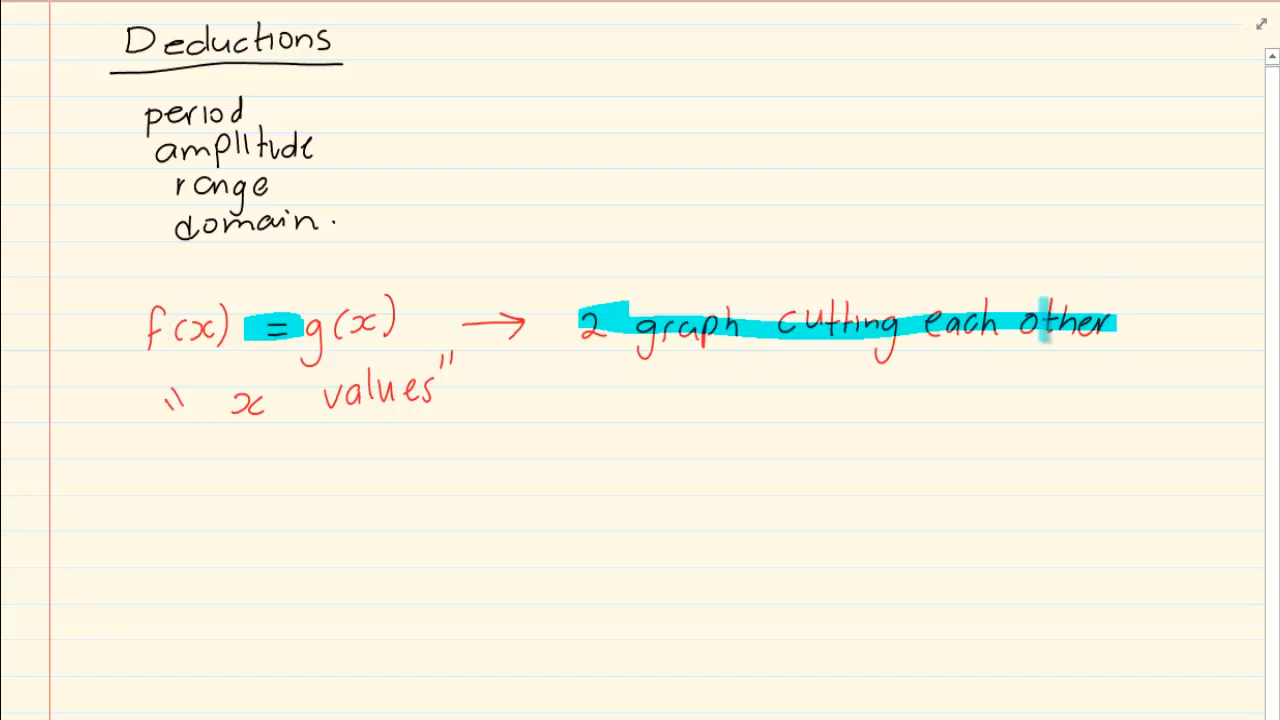 Deductions
period
amplitude
range
domain.
f(x) = g(x) → 2 graph cutting each other
" x values"